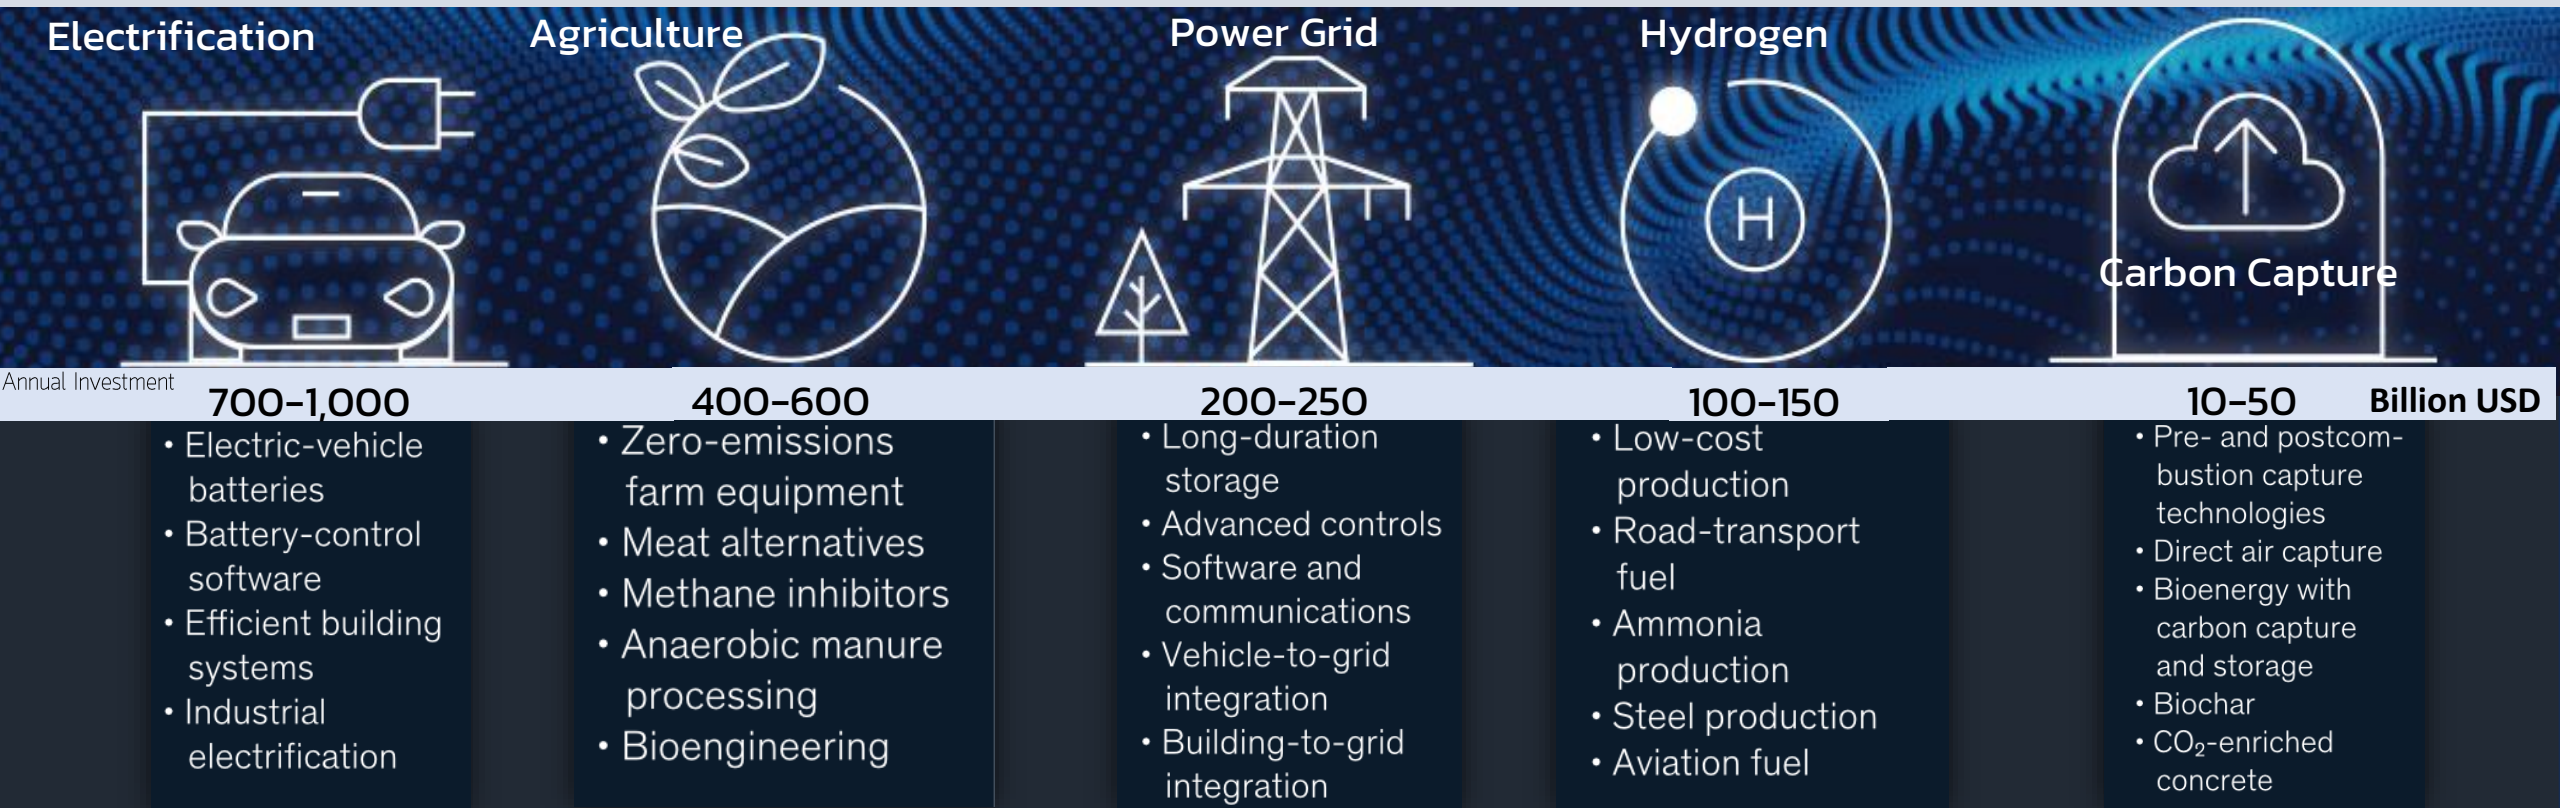 Electrification
Agriculture
Power Grid
Hydrogen
H
Carbon Capture
Annual Investment
700-1,000
400-600
200-250
100-150
10-50
Billion USD
• Electric-vehicle
batteries
• Battery-control
software
• Efficient building
systems
• Industrial
electrification
• Zero-emissions
farm equipment
• Meat alternatives
• Methane inhibitors
• Anaerobic manure
processing
• Bioengineering
• Long-duration
storage
• Advanced controls
• Software and
communications
• Vehicle-to-grid
integration
• Building-to-grid
integration
• Low-cost
production
• Road-transport
fuel
• Ammonia
production
• Steel production
• Aviation fuel
• Pre- and postcom-
bustion capture
technologies
• Direct air capture
• Bioenergy with
carbon capture
and storage
• Biochar
• CO₂-enriched
concrete